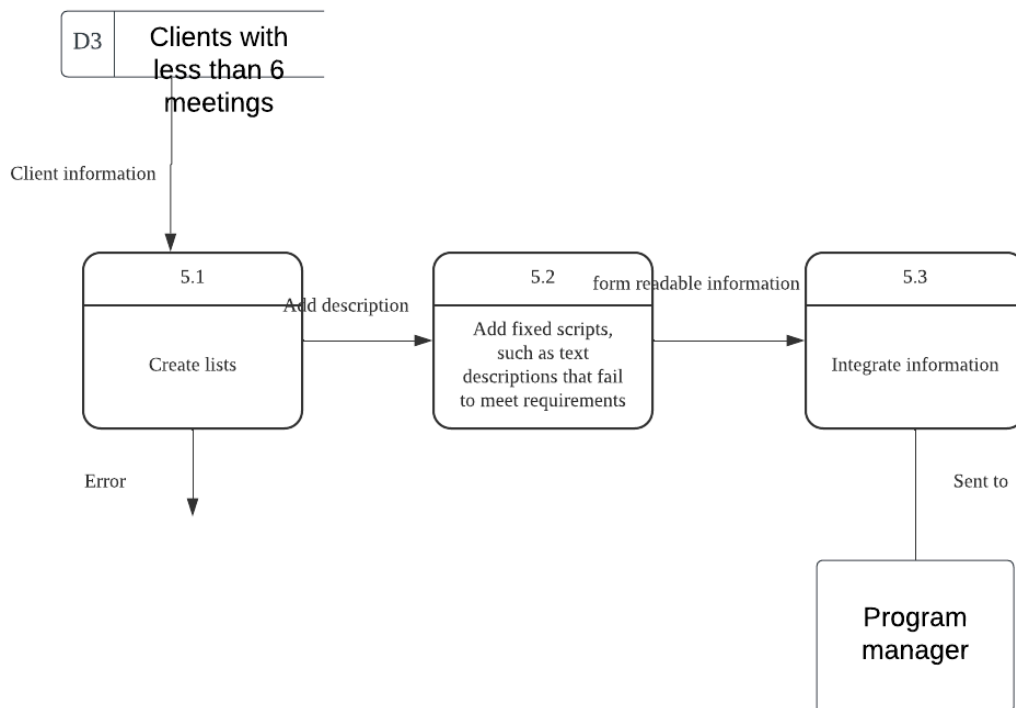 D3
Clients with
less than 6
meetings
Client information
5.1
Create lists
Add description
5.2
Add fixed scripts,
such as text
descriptions that fail
to meet requirements
form readable information
5.3
Integrate information
Error
Sent to
Program
manager